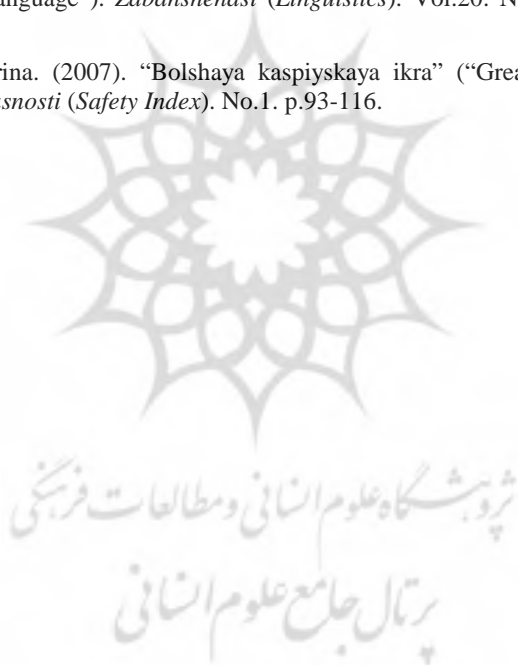 anguage"). Zabanshenasi (Linguistics). Vol.20. N
rina. (2007). “Bolshaya kaspiyskaya ikra” (“Grea
asnosti (Safety Index). No.1. p.93-116.
پژوهشگاه علوم انسانی و مطالعات فرهنگی
پرتال جامع علوم انسانی